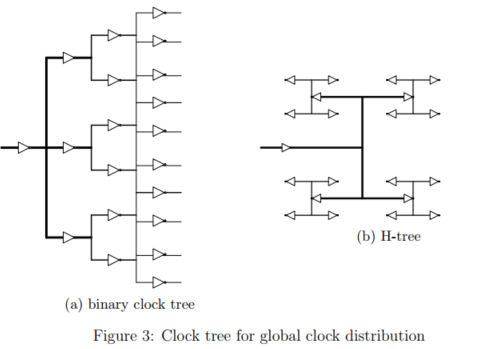 (b) H-tree
(a) binary clock tree
Figure 3: Clock tree for global clock distribution